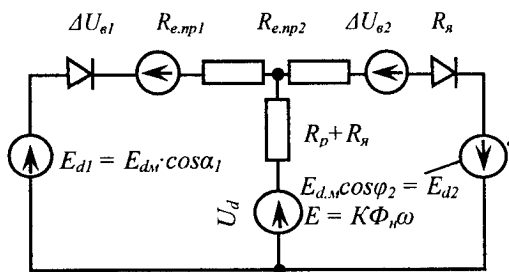 ΔU_{в1} R_{е.пр1} R_{е.пр2} ΔU_{в2} R_я
R_р+R_я
E_{d1} = E_{dм}·cosα_1
E_{d.м}cosφ_2 = E_{d2}
U_d
E = KΦ_нω